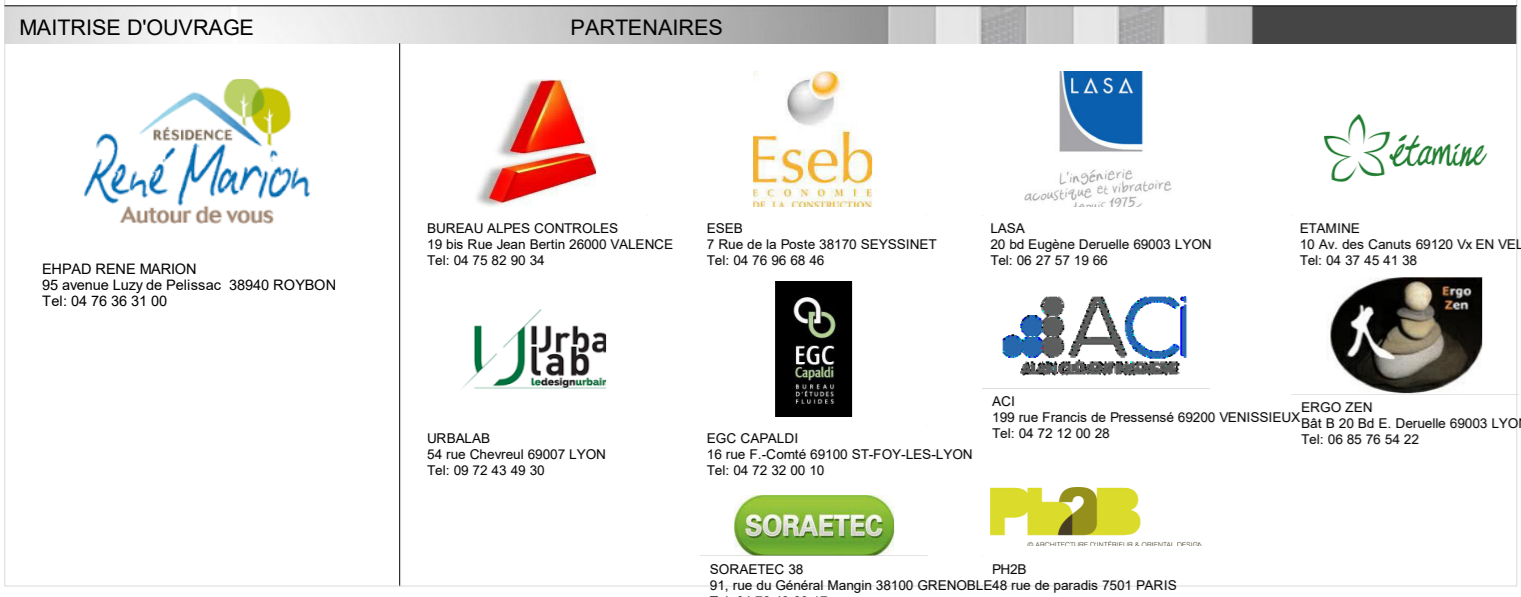 MAITRISE D'OUVRAGE
PARTENAIRES
RÉSIDENCE
René Marion
Autour de vous
EHPAD RENE MARION
95 avenue Luzy de Pelissac 38940 ROYBON
Tel: 04 76 36 31 00
BUREAU ALPES CONTROLES
19 bis Rue Jean Bertin 26000 VALENCE
Tel: 04 75 82 90 34
Eseb
ECONOMIE
DE LA CONSTRUCTION
ESEB
7 Rue de la Poste 38170 SEYSSINET
Tel: 04 76 96 68 46
LASA
L'ingénierie
acoustique et vibratoire
depuis 1975
LASA
20 bd Eugène Deruelle 69003 LYON
Tel: 06 27 57 19 66
étamine
ETAMINE
10 Av. des Canuts 69120 Vx EN VEL
Tel: 04 37 45 41 38
Urba
Lab
ledesignurbain
URBALAB
54 rue Chevreul 69007 LYON
Tel: 09 72 43 49 30
EGC
Capaldi
BUREAU
D'ÉTUDES
FLUIDES
EGC CAPALDI
16 rue F.-Comté 69100 ST-FOY-LES-LYON
Tel: 04 72 32 00 10
ACi
ACI
199 rue Francis de Pressensé 69200 VENISSIEUX
Tel: 04 72 12 00 28
Ergo
Zen
ERGO ZEN
Bât B 20 Bd E. Deruelle 69003 LYON
Tel: 06 85 76 54 22
SORAETEC
SORAETEC 38
91, rue du Général Mangin 38100 GRENOBLE
Ph2B
© ARCHITECTURE D'INTÉRIEUR & ORIENTAL DESIGN
PH2B
48 rue de paradis 7501 PARIS